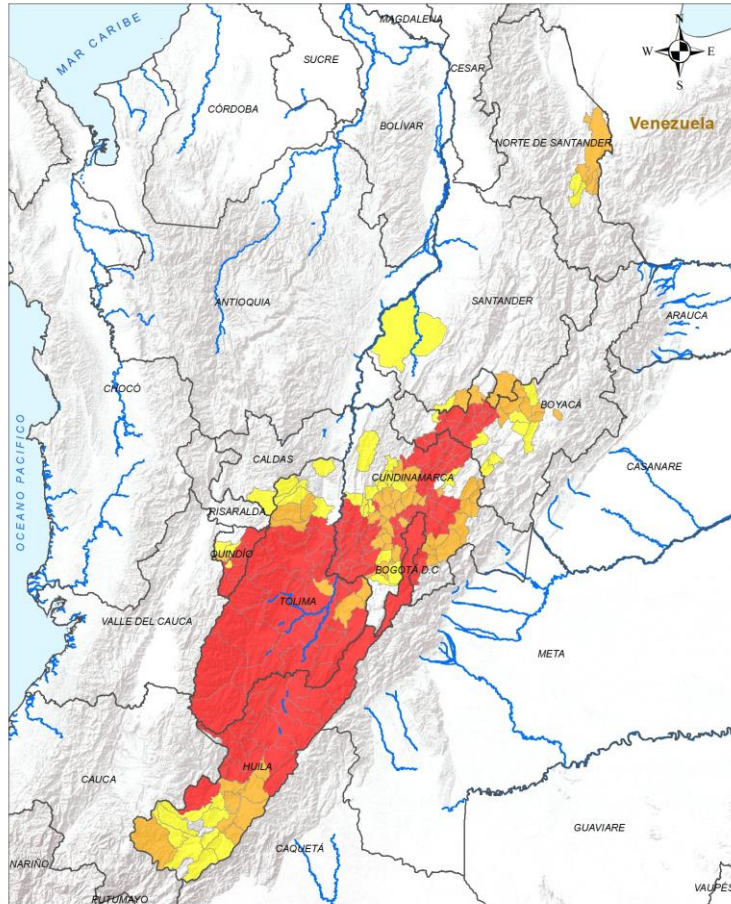 MAGDALENA
N
W E
S
MAR CARIBE
SUCRE
CESAR
CÓRDOBA
BOLÍVAR
Venezuela
NORTE DE SANTANDER
ANTIOQUIA
SANTANDER
ARAUCA
CHOCÓ
BOYACÁ
CALDAS
CUNDINAMARCA
CASANARE
OCEANO PACIFICO
RISARALDA
QUINDÍO
BOGOTÁ D.C
TOLIMA
VALLE DEL CAUCA
META
HUILA
CAUCA
GUAVIARE
CAQUETÁ
NARIÑO
PUTUMAYO
VAUPÉS